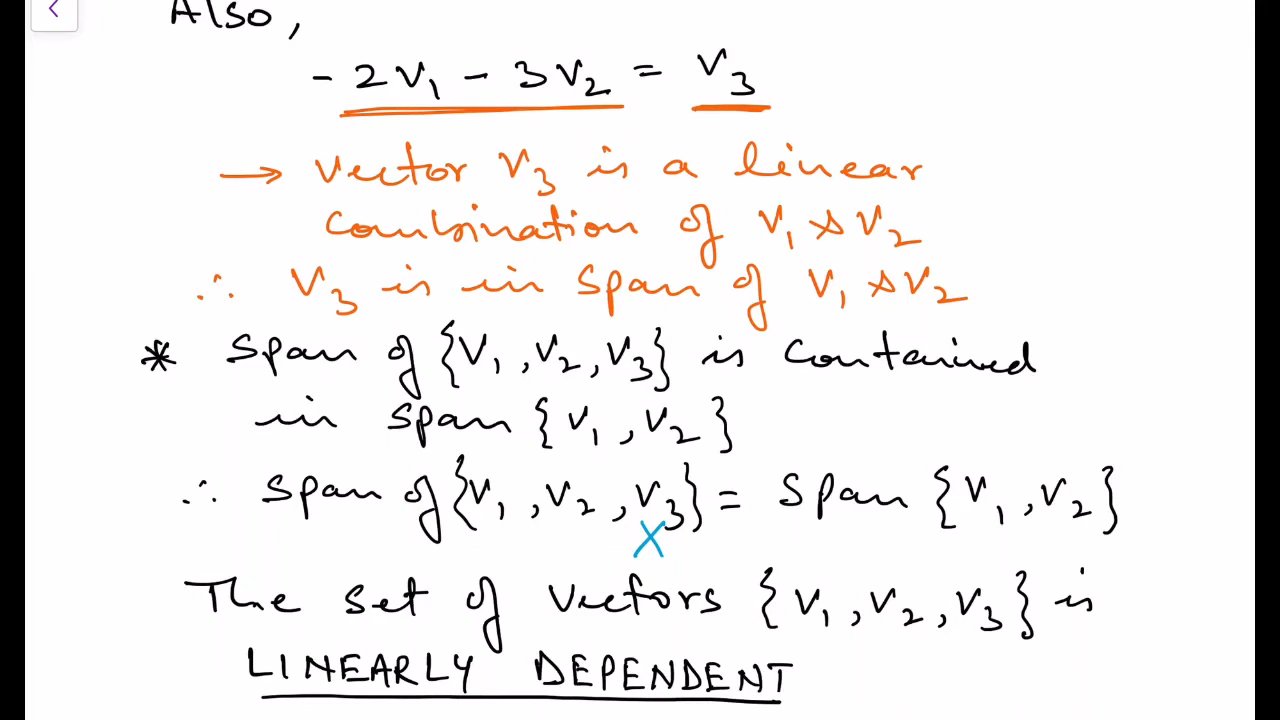 Also,
- 2V₁ - 3V₂ = V₃
→ Vector V₃ is a linear
combination of V₁ & V₂
∴ V₃ is in span of V₁ & V₂
* Span of {V₁, V₂, V₃} is contained
in span {V₁, V₂}
∴ Span of {V₁, V₂, V₃} = Span {V₁, V₂}
X
The set of vectors {V₁, V₂, V₃} is
LINEARLY DEPENDENT